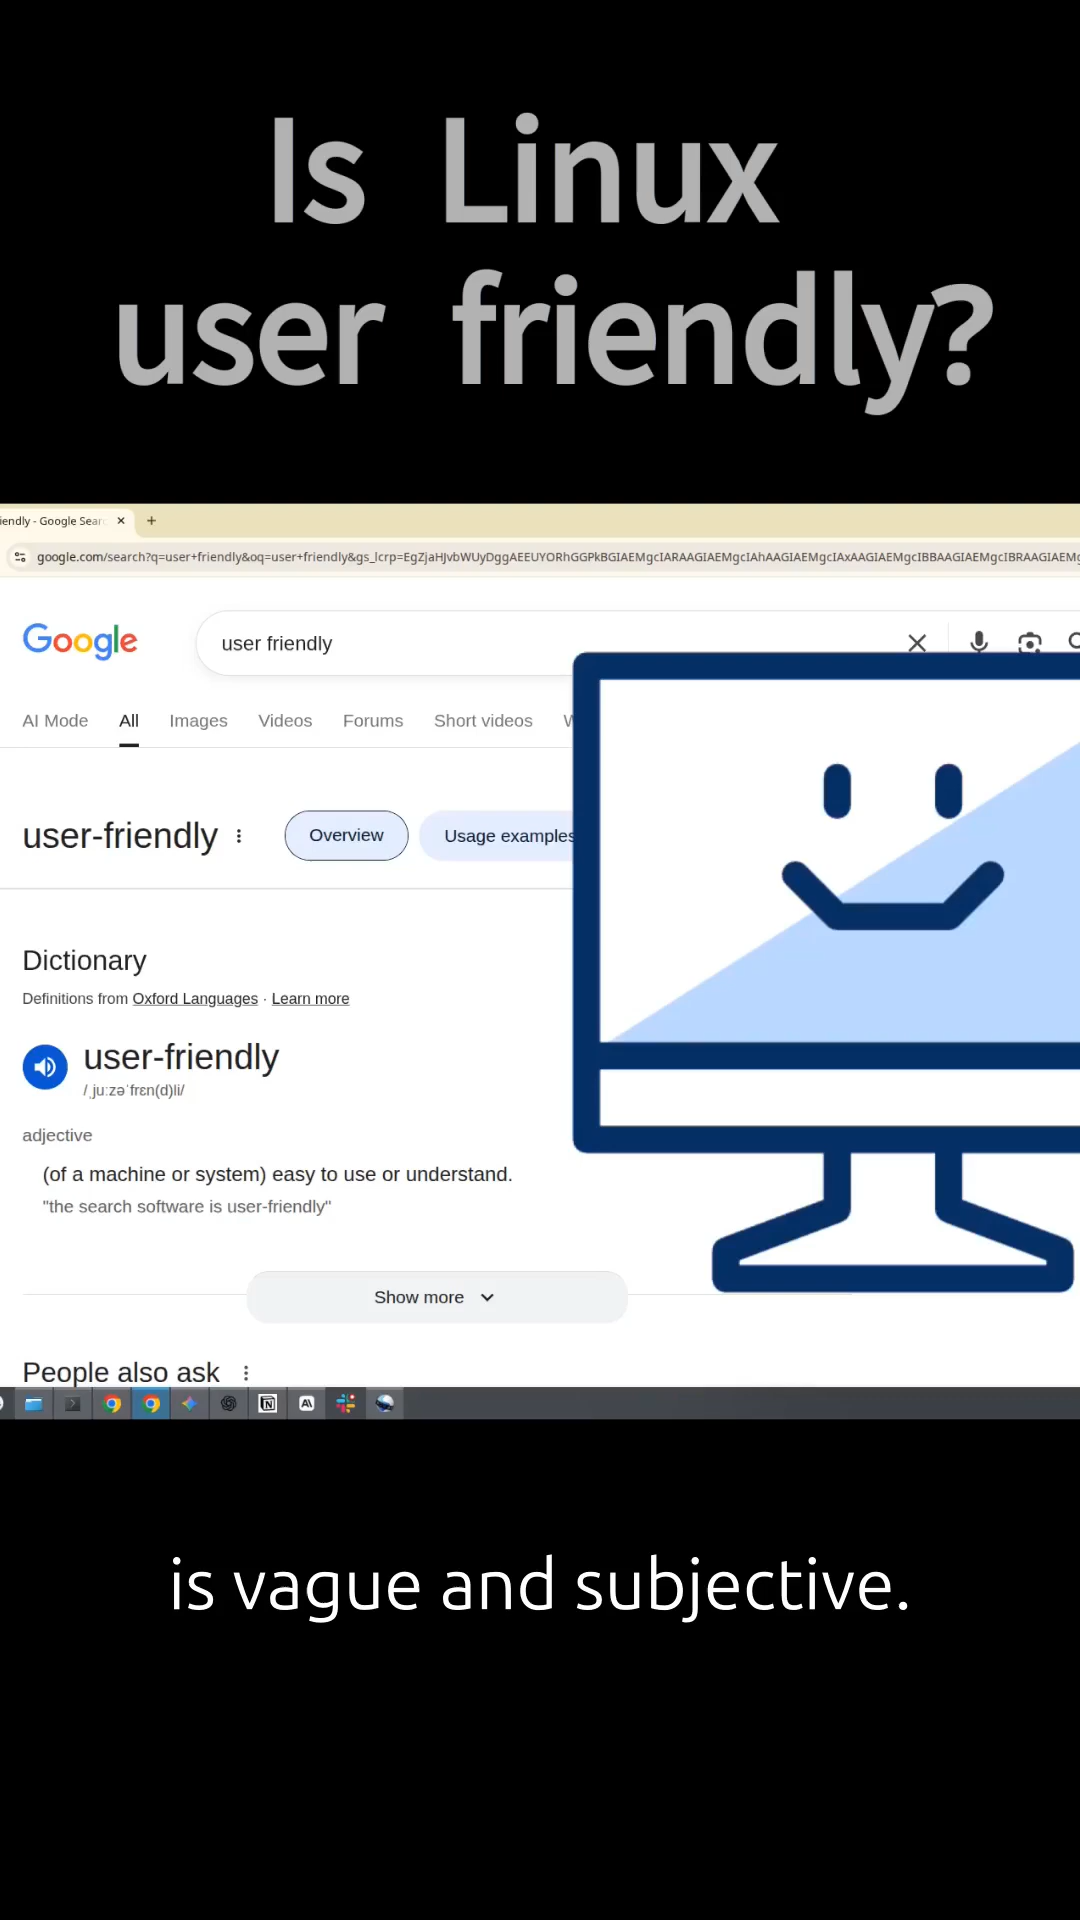 Is Linux
user friendly?
iendly - Google Sear
google.com/search?q=user+friendly&oq=user+friendly&gs_lcrp=EgZjaHJvbWUyDggAEEUYORhGGPkBGIAEMgcIARAAGIAEMgcIAhAAGIAEMgcIAxAAGIAEMgcIBBAAGIAEMgcIBRAAGIAEMg
Google
user friendly
AI Mode All Images Videos Forums Short videos
user-friendly
Overview
Usage examples
Dictionary
Definitions from Oxford Languages · Learn more
user-friendly
/ˌjuːzəˈfrɛn(d)li/
adjective
(of a machine or system) easy to use or understand.
"the search software is user-friendly"
Show more
People also ask
is vague and subjective.